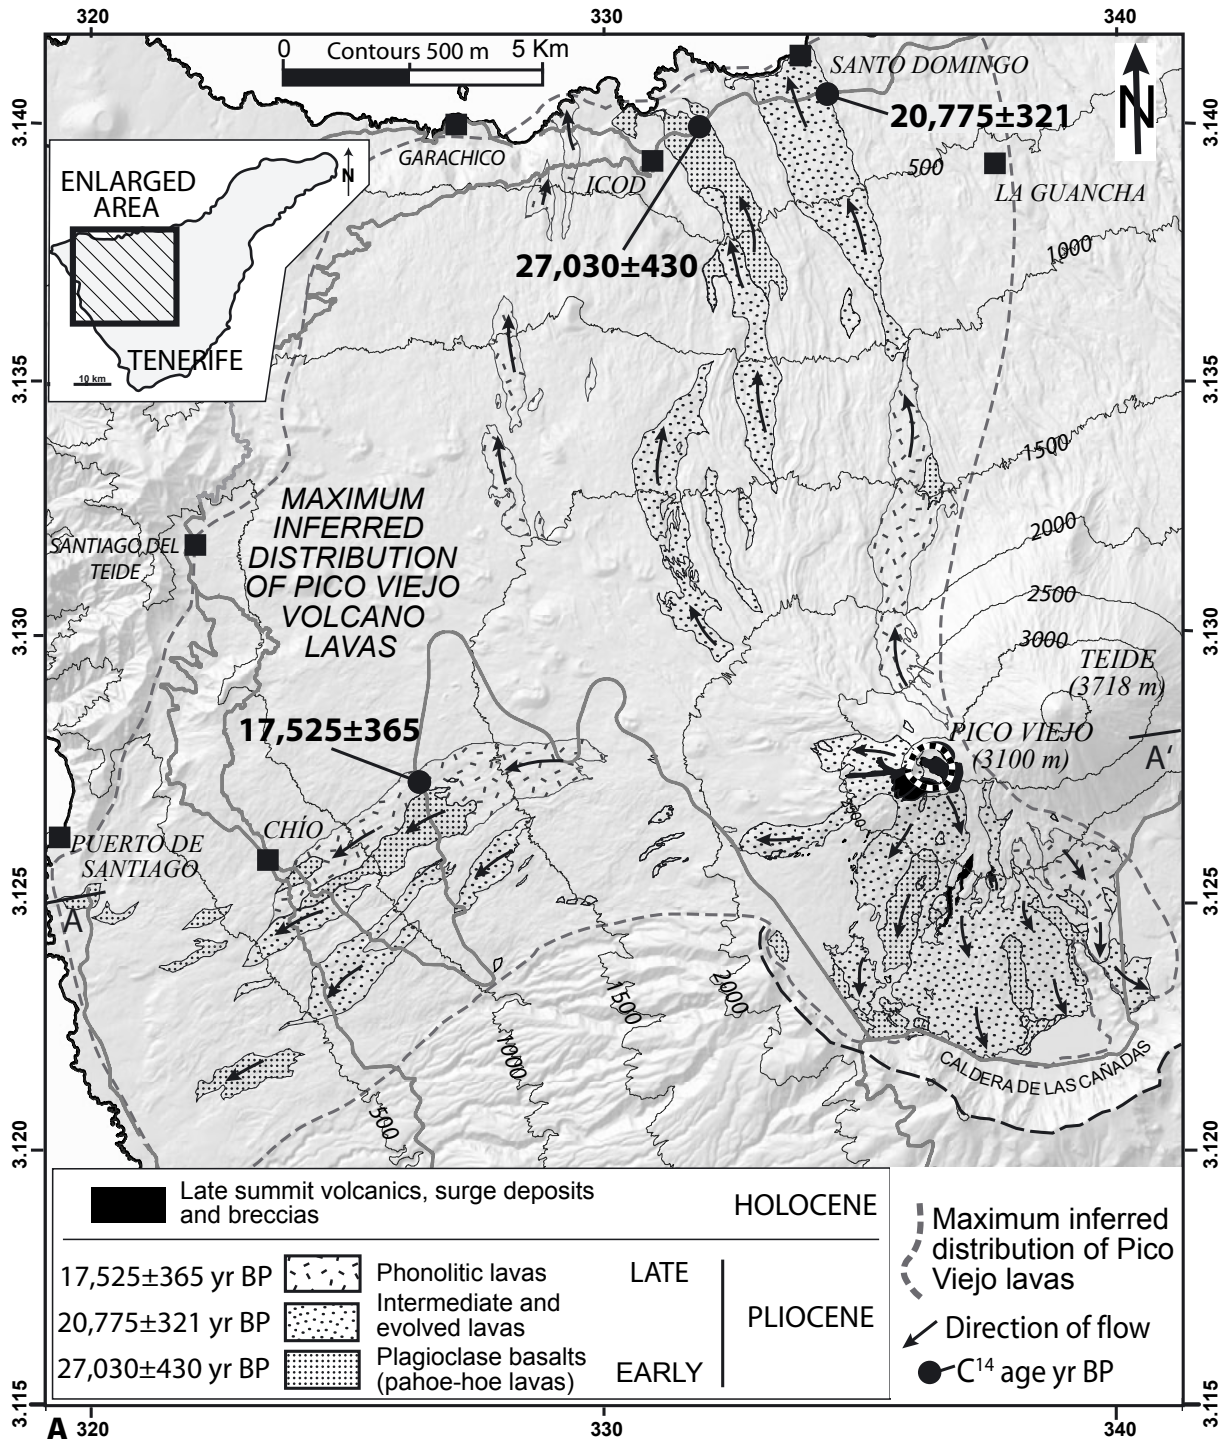 320
330
340
0
Contours 500 m
5 Km
SANTO DOMINGO
N
3.140
3.140
20,775±321
GARACHICO
ICOD
500
LA GUANCHA
ENLARGED
AREA
N
TENERIFE
10 km
1000
27,030±430
3.135
3.135
1500
MAXIMUM
INFERRED
DISTRIBUTION
OF PICO VIEJO
VOLCANO
LAVAS
SANTIAGO DEL
TEIDE
2000
2500
3.130
3.130
3000
TEIDE
(3718 m)
17,525±365
PICO VIEJO
(3100 m)
A'
CHÍO
PUERTO DE
SANTIAGO
3.125
3.125
A
2000
1500
1000
500
CALDERA DE LAS CAÑADAS
3.120
3.120
Late summit volcanics, surge deposits
and breccias
HOLOCENE
17,525±365 yr BP
Phonolitic lavas
LATE
20,775±321 yr BP
Intermediate and
evolved lavas
PLIOCENE
27,030±430 yr BP
Plagioclase basalts
(pahoe-hoe lavas)
EARLY
Maximum inferred
distribution of Pico
Viejo lavas
Direction of flow
C¹⁴ age yr BP
3.115
3.115
A
320
330
340